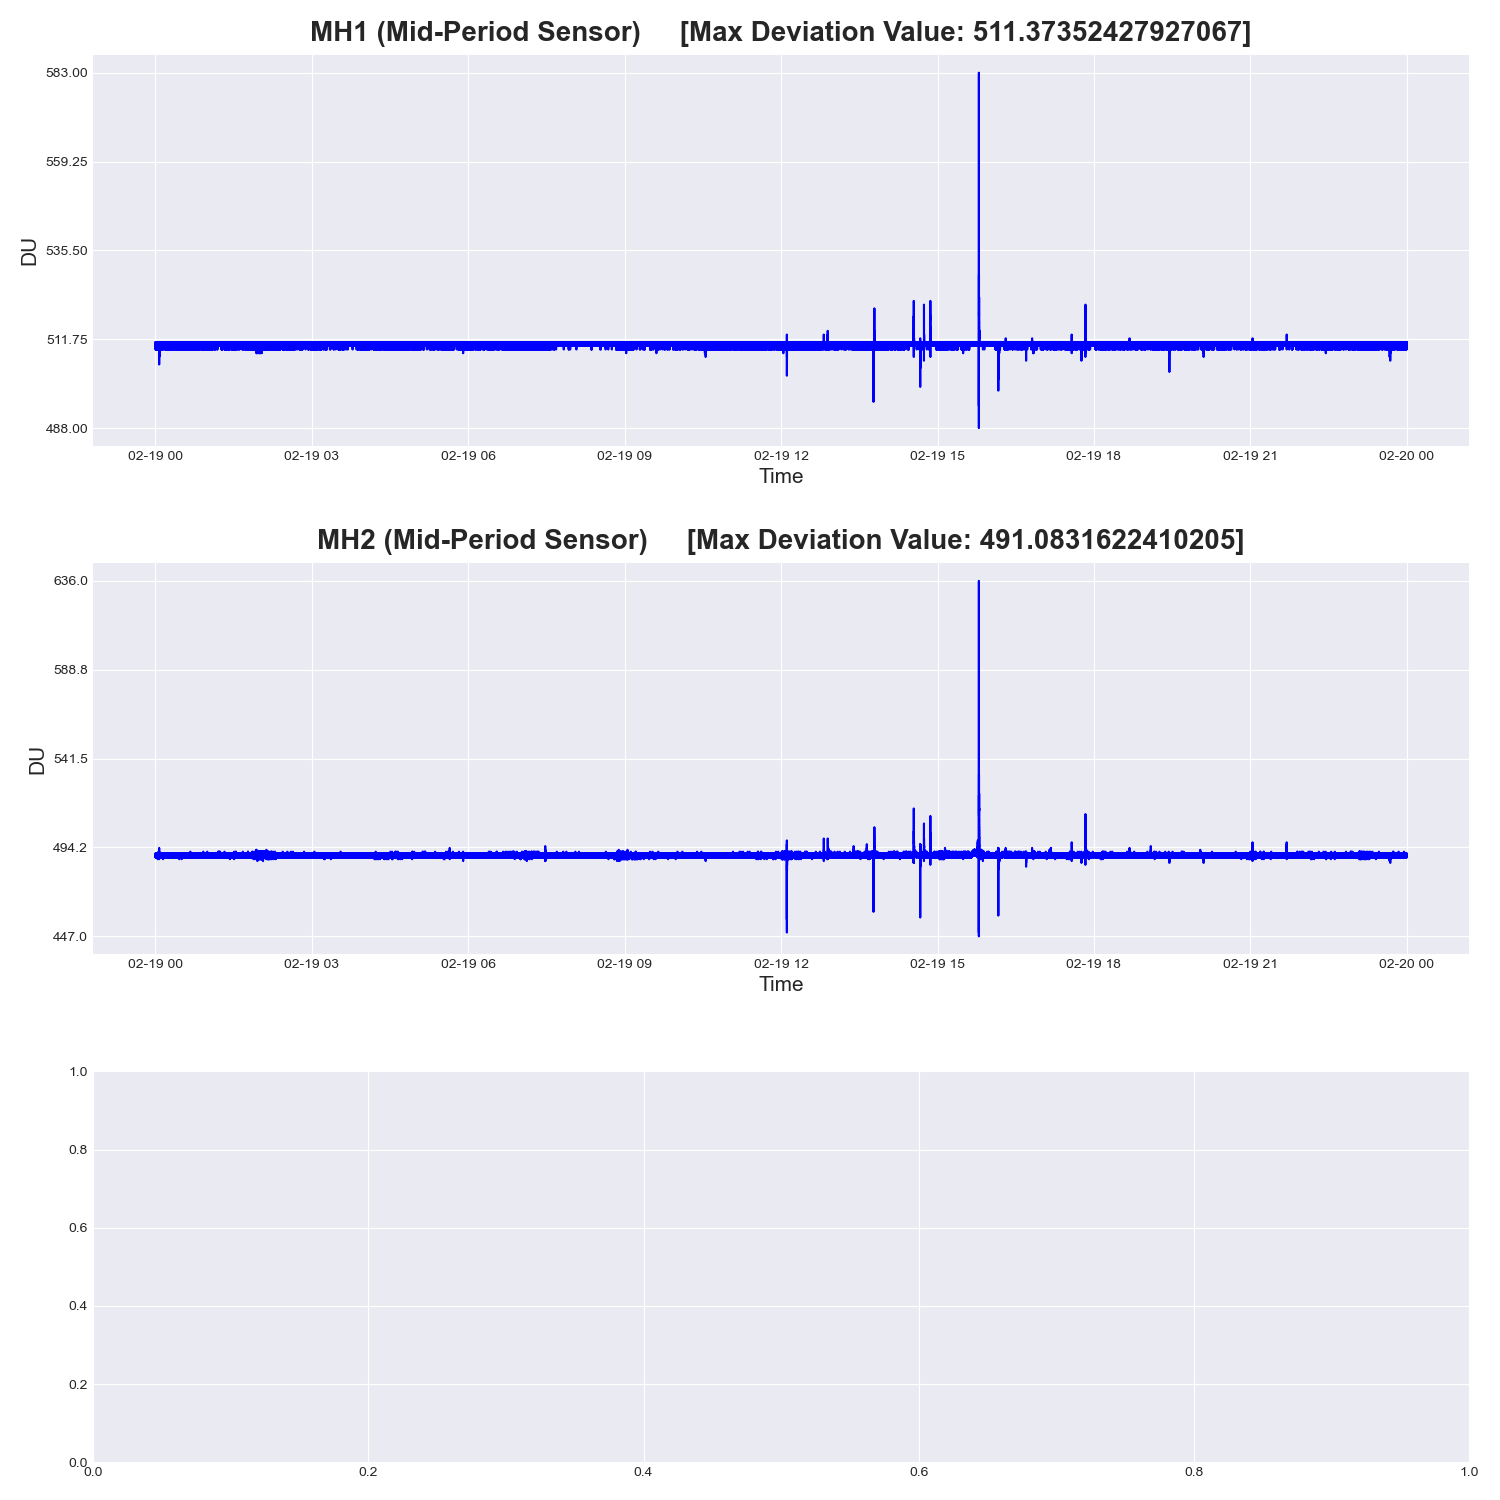 MH1 (Mid-Period Sensor) [Max Deviation Value: 511.37352427927067]
583.00
559.25
535.50
511.75
488.00
DU
02-19 00 02-19 03 02-19 06 02-19 09 02-19 12 02-19 15 02-19 18 02-19 21 02-20 00
Time
MH2 (Mid-Period Sensor) [Max Deviation Value: 491.0831622410205]
636.0
588.8
541.5
494.2
447.0
DU
02-19 00 02-19 03 02-19 06 02-19 09 02-19 12 02-19 15 02-19 18 02-19 21 02-20 00
Time
1.0
0.8
0.6
0.4
0.2
0.0
0.0 0.2 0.4 0.6 0.8 1.0